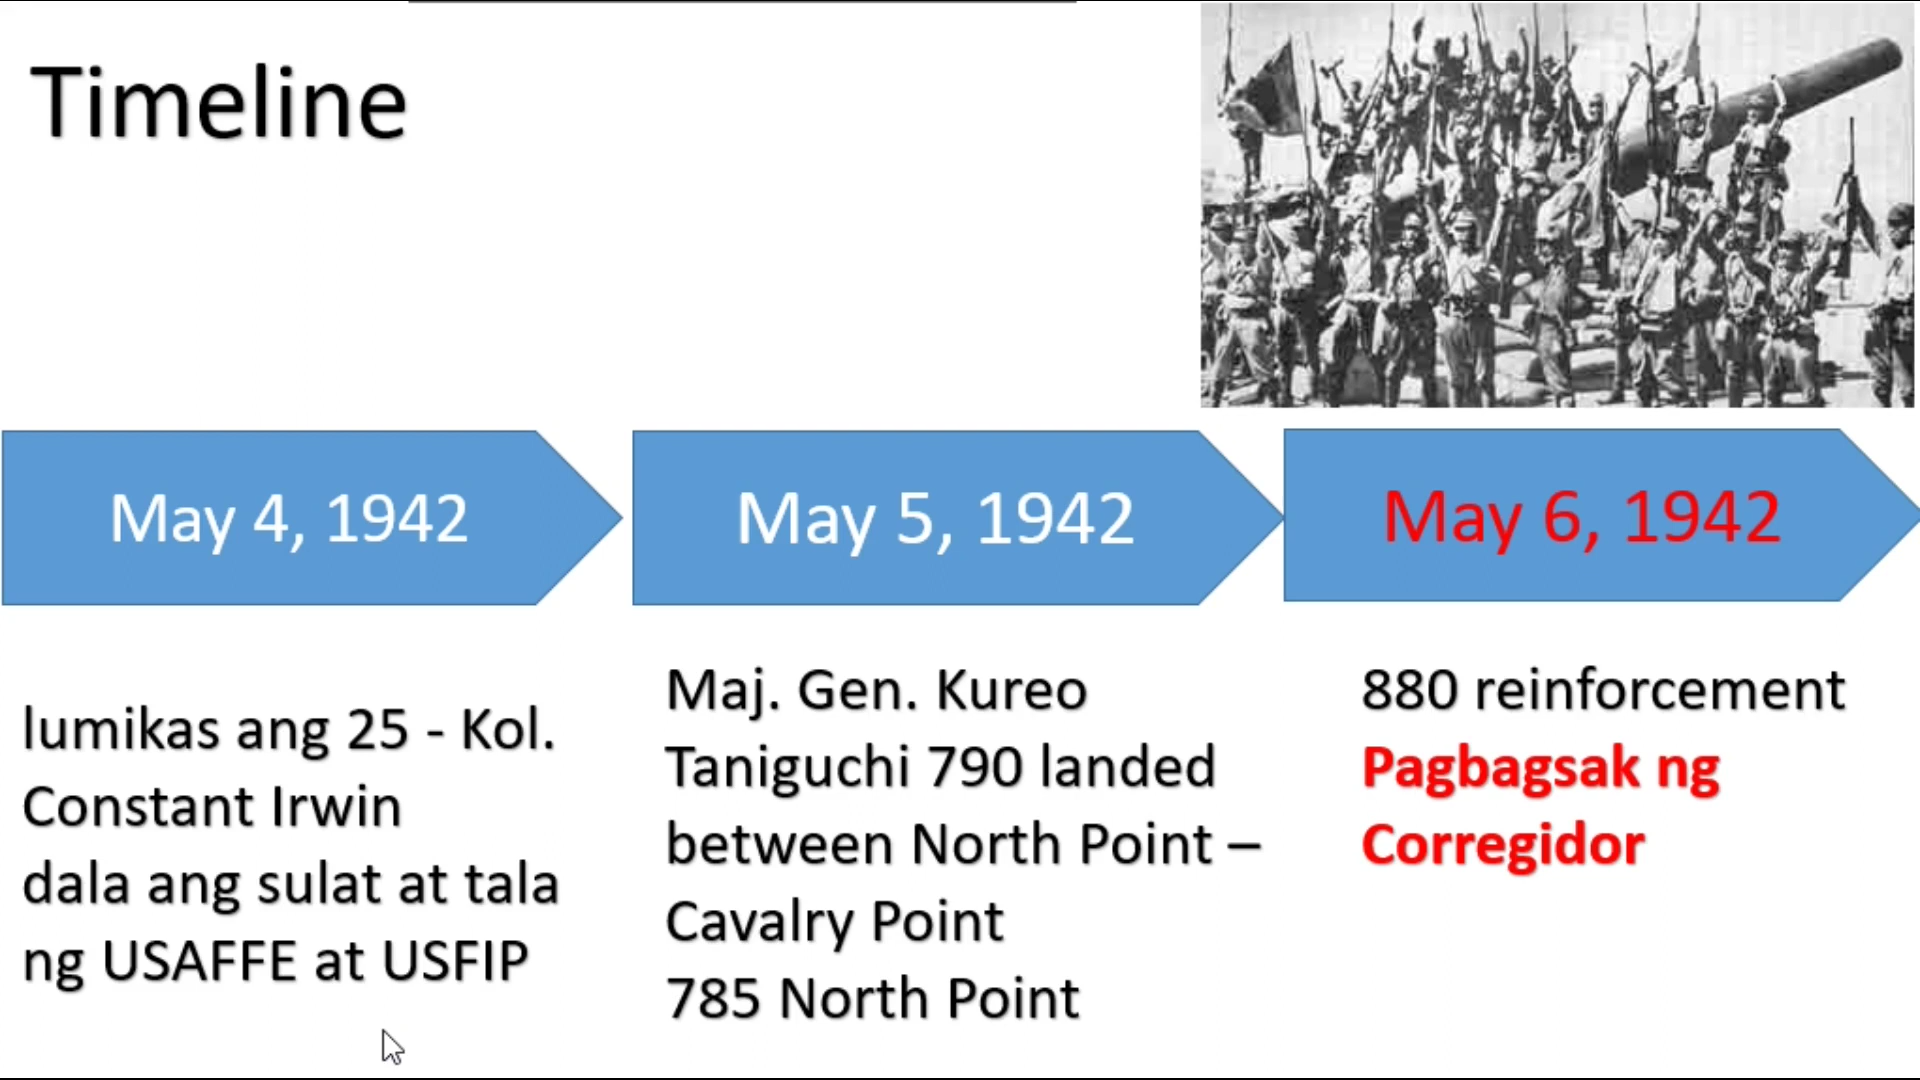 Timeline
May 4, 1942
May 5, 1942
May 6, 1942
lumikas ang 25 - Kol.
Constant Irwin
dala ang sulat at tala
ng USAFFE at USFIP
Maj. Gen. Kureo
Taniguchi 790 landed
between North Point –
Cavalry Point
785 North Point
880 reinforcement
Pagbagsak ng
Corregidor